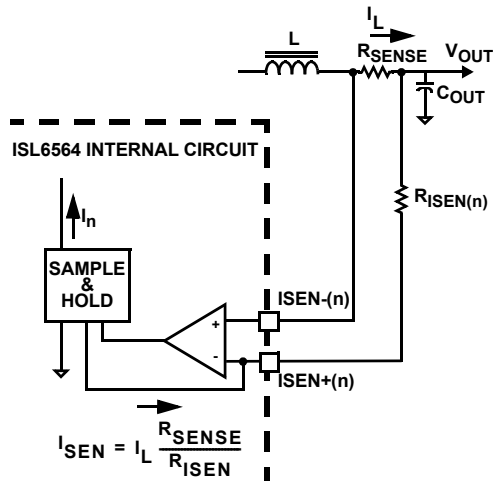 I_L
L
R_SENSE
V_OUT
C_OUT
ISL6564 INTERNAL CIRCUIT
R_ISEN(n)
I_n
SAMPLE
&
HOLD
ISEN-(n)
+
-
ISEN+(n)
I_SEN = I_L R_SENSE / R_ISEN